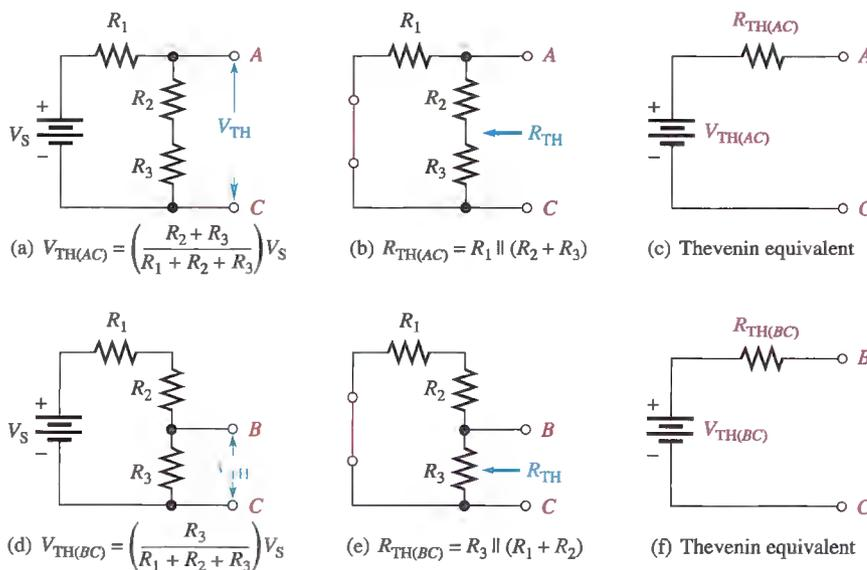 R1
A
R2
VTH
VS
+
−
R3
C
(a) VTH(AC) = (R2 + R3 / R1 + R2 + R3) VS
R1
A
R2
RTH
R3
C
(b) RTH(AC) = R1 || (R2 + R3)
RTH(AC)
A
+
−
VTH(AC)
C
(c) Thevenin equivalent
R1
R2
+
−
VS
B
R3
C
(d) VTH(BC) = (R3 / R1 + R2 + R3) VS
R1
R2
B
R3
RTH
C
(e) RTH(BC) = R3 || (R1 + R2)
RTH(BC)
B
+
−
VTH(BC)
C
(f) Thevenin equivalent